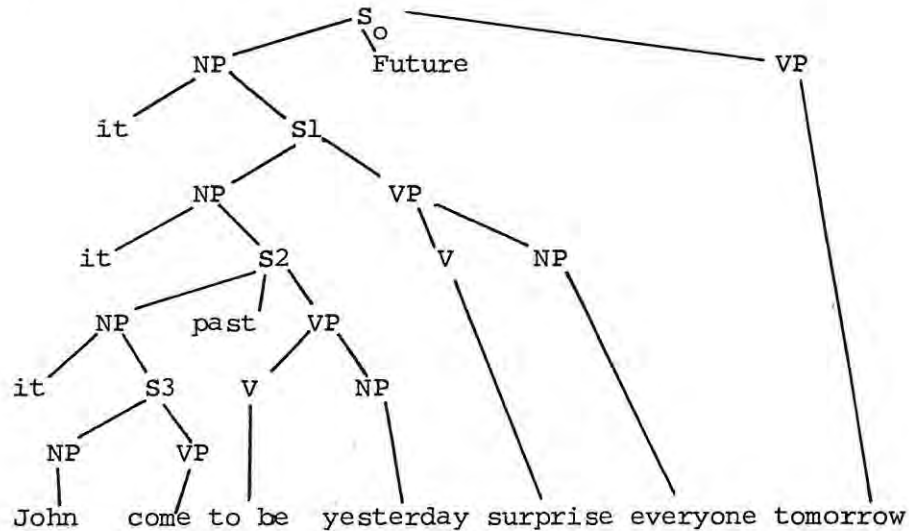 So
NP Future VP
it S1
NP VP
it S2 V NP
NP past VP
it S3 V NP
NP VP
John come to be yesterday surprise everyone tomorrow